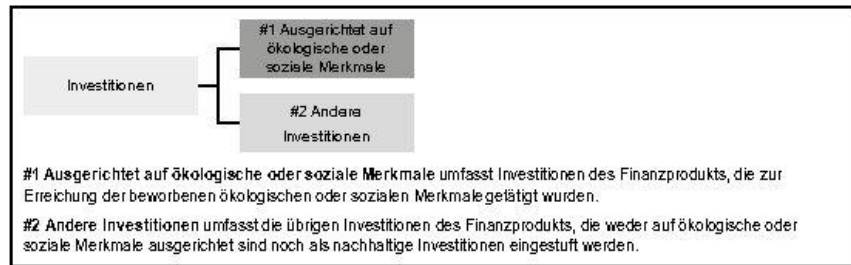 #1 Ausgerichtet auf
ökologische oder
soziale Merkmale
Investitionen
#2 Andere
Investitionen
#1 Ausgerichtet auf ökologische oder soziale Merkmale umfasst Investitionen des Finanzprodukts, die zur
Erreichung der beworbenen ökologischen oder sozialen Merkmale getätigt wurden.
#2 Andere Investitionen umfasst die übrigen Investitionen des Finanzprodukts, die weder auf ökologische oder
soziale Merkmale ausgerichtet sind noch als nachhaltige Investitionen eingestuft werden.